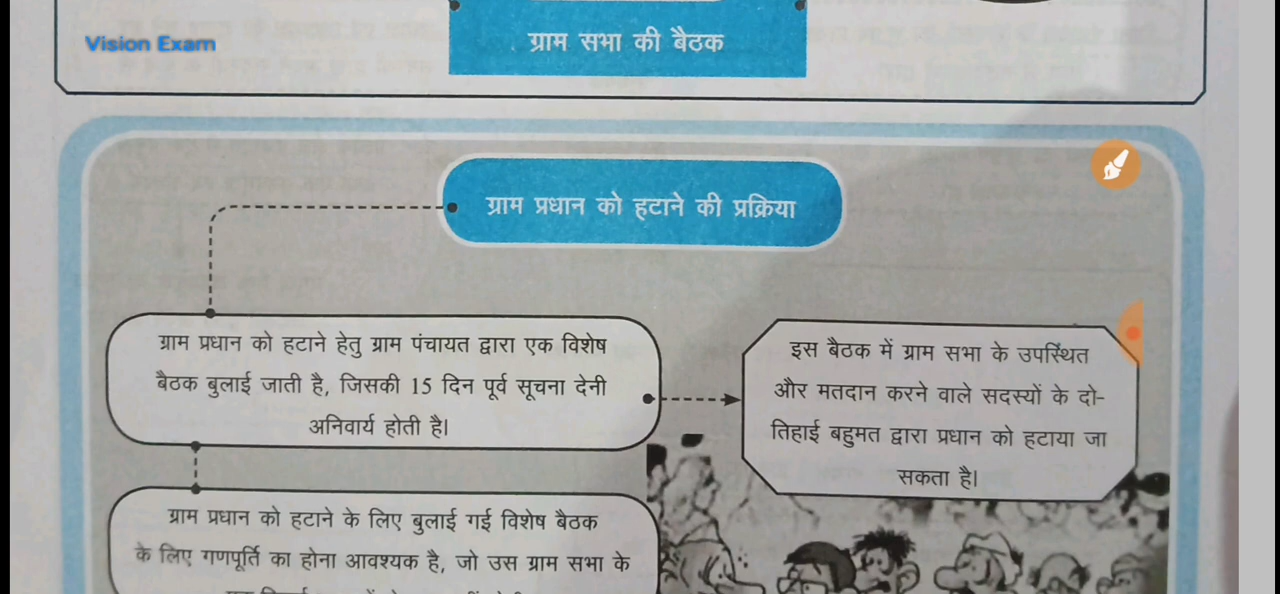 Vision Exam
ग्राम सभा की बैठक
ग्राम प्रधान को हटाने की प्रक्रिया
ग्राम प्रधान को हटाने हेतु ग्राम पंचायत द्वारा एक विशेष
बैठक बुलाई जाती है, जिसकी 15 दिन पूर्व सूचना देनी
अनिवार्य होती है।
इस बैठक में ग्राम सभा के उपस्थित
और मतदान करने वाले सदस्यों के दो-
तिहाई बहुमत द्वारा प्रधान को हटाया जा
सकता है।
ग्राम प्रधान को हटाने के लिए बुलाई गई विशेष बैठक
के लिए गणपूर्ति का होना आवश्यक है, जो उस ग्राम सभा के